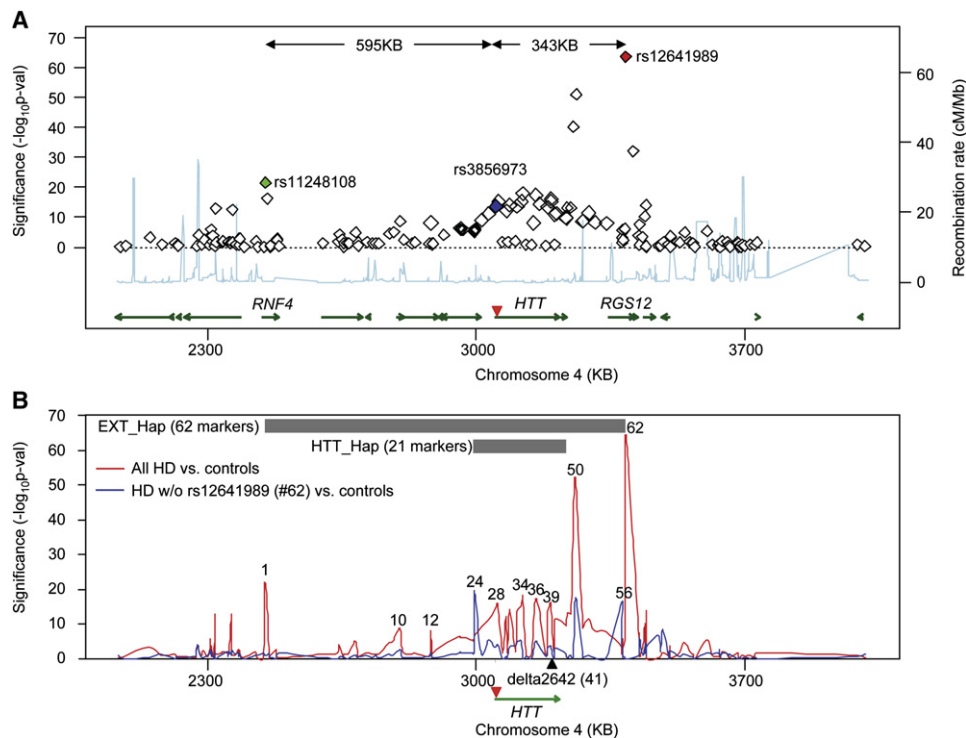 A
70
60
50
40
30
20
10
0
Significance (-log10p-val)
595KB
343KB
rs12641989
rs3856973
rs11248108
60
40
20
0
Recombination rate (cM/Mb)
RNF4
HTT
RGS12
2300
3000
3700
Chromosome 4 (KB)
B
70
60
50
40
30
20
10
0
Significance (-log10p-val)
EXT_Hap (62 markers)
HTT_Hap (21 markers)
All HD vs. controls
HD w/o rs12641989 (#62) vs. controls
1
10
12
24
28
34
36
39
50
56
62
2300
3000
3700
delta2642 (41)
HTT
Chromosome 4 (KB)